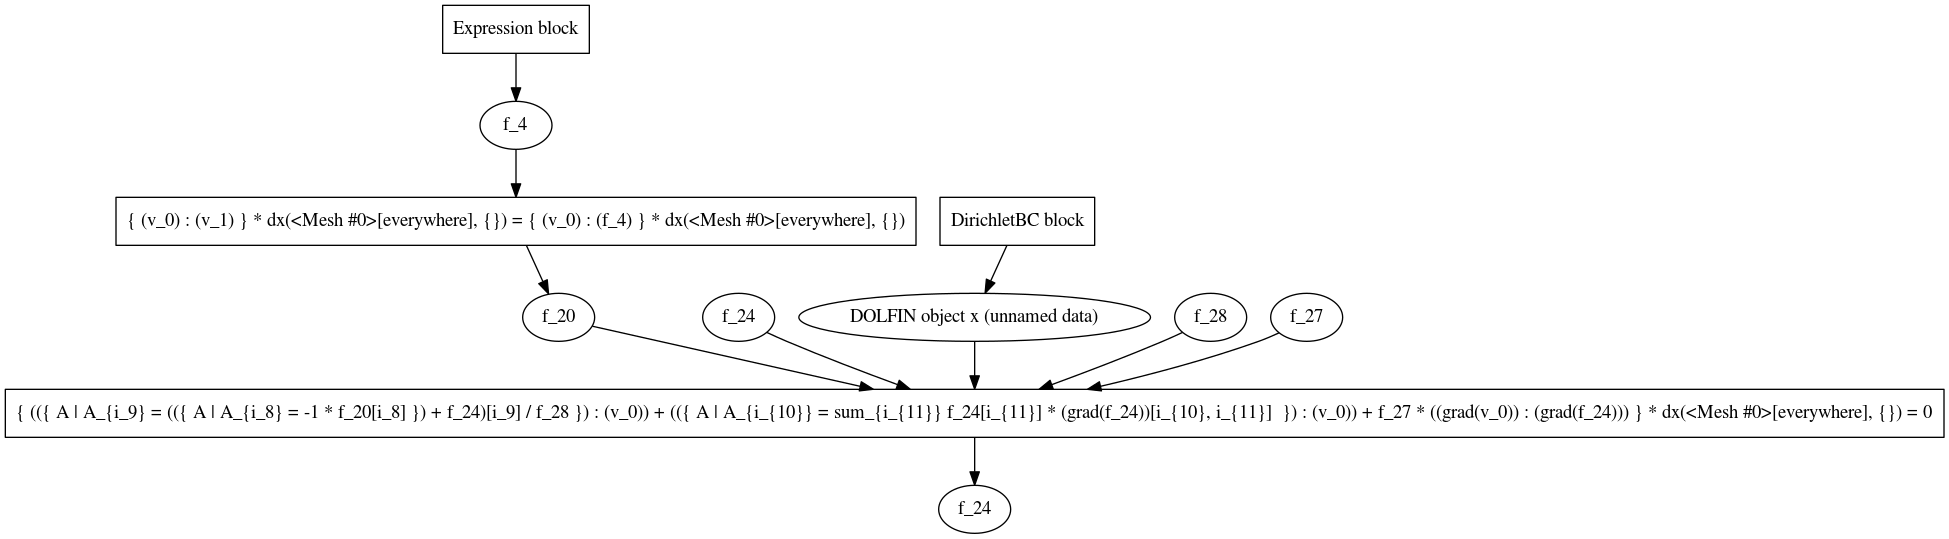 Expression block
f_4
{ (v_0) : (v_1) } * dx(<Mesh #0>[everywhere], {}) = { (v_0) : (f_4) } * dx(<Mesh #0>[everywhere], {})
DirichletBC block
f_20
f_24
DOLFIN object x (unnamed data)
f_28
f_27
{ (({ A | A_{i_9} = (({ A | A_{i_8} = -1 * f_20[i_8] }) + f_24)[i_9] / f_28 }) : (v_0)) + (({ A | A_{i_{10}} = sum_{i_{11}} f_24[i_{11}] * (grad(f_24))[i_{10}, i_{11}]  }) : (v_0)) + f_27 * ((grad(v_0)) : (grad(f_24))) } * dx(<Mesh #0>[everywhere], {}) = 0
f_24